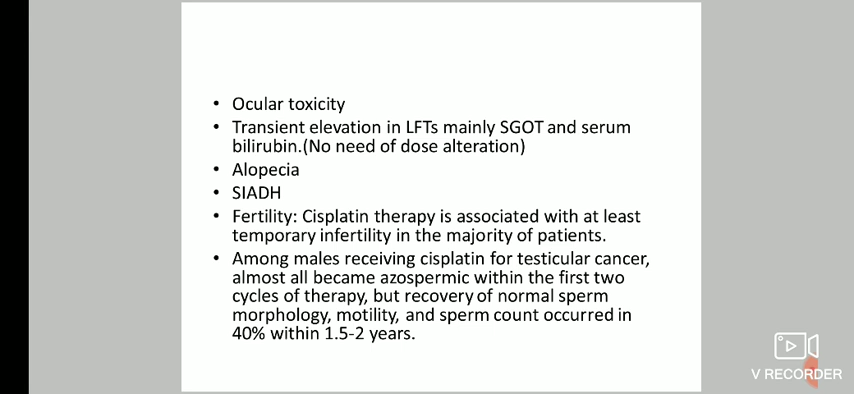 • Ocular toxicity
• Transient elevation in LFTs mainly SGOT and serum
bilirubin.(No need of dose alteration)
• Alopecia
• SIADH
• Fertility: Cisplatin therapy is associated with at least
temporary infertility in the majority of patients.
• Among males receiving cisplatin for testicular cancer,
almost all became azospermic within the first two
cycles of therapy, but recovery of normal sperm
morphology, motility, and sperm count occurred in
40% within 1.5-2 years.
V RECORDER